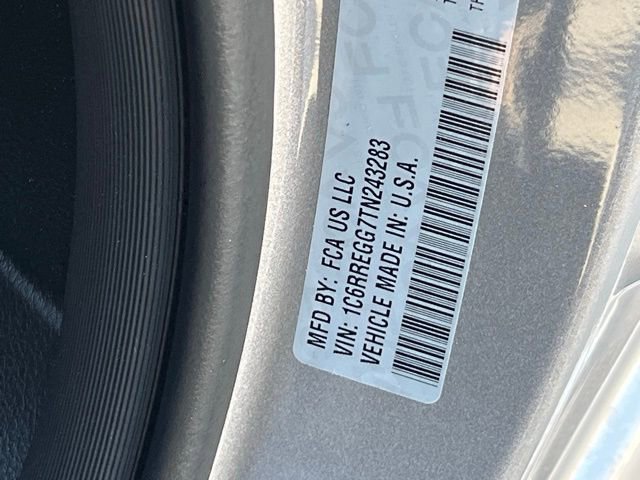 MFD BY: FCA US LLC
VIN: 1C6RREGG7TN243283
VEHICLE MADE IN: U.S.A.